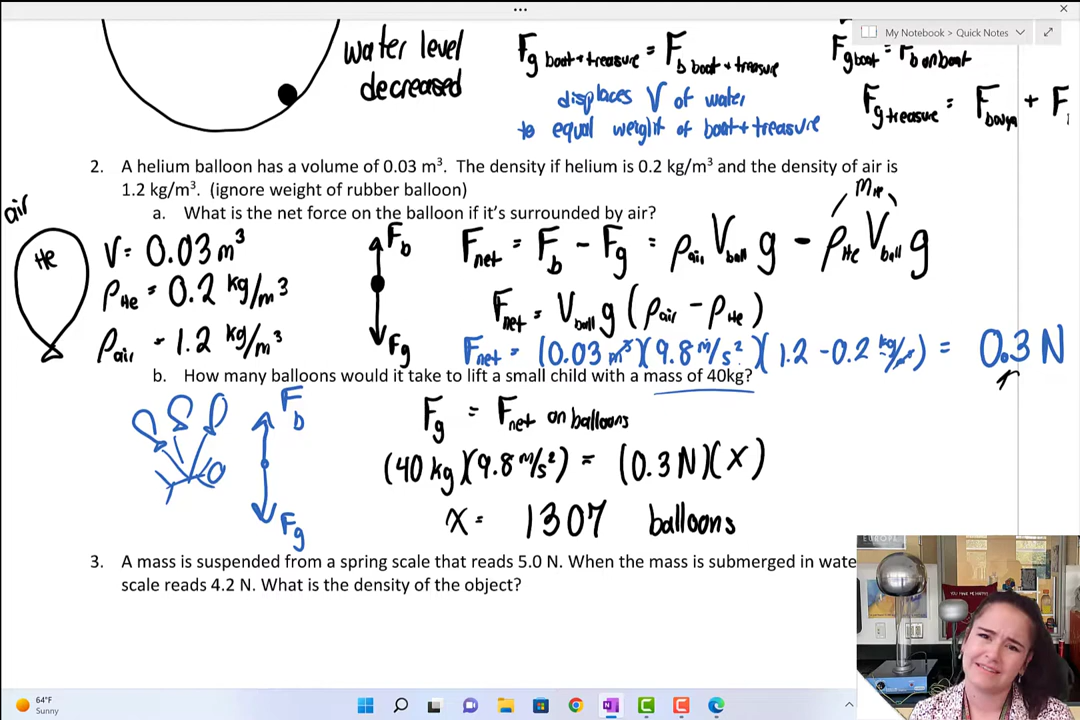 My Notebook > Quick Notes
water level
decreased
Fg boat+treasure = Fb boat+treasure
displaces V of water
to equal weight of boat+treasure
Fg boat = Fb on boat
Fg treasure = Fbouya + F
2. A helium balloon has a volume of 0.03 m³. The density if helium is 0.2 kg/m³ and the density of air is
1.2 kg/m³. (ignore weight of rubber balloon)
a. What is the net force on the balloon if it's surrounded by air?
air
He
V = 0.03 m³
ρHe = 0.2 kg/m³
ρair = 1.2 kg/m³
Fb
Fg
MHe
Fnet = Fb - Fg = ρair Vball g - ρHe Vball g
Fnet = Vball g (ρair - ρHe)
Fnet = (0.03 m³)(9.8 m/s²)(1.2 - 0.2 kg/m³) = 0.3 N
b. How many balloons would it take to lift a small child with a mass of 40kg?
Fb
Fg
Fg = Fnet on balloons
(40 kg)(9.8 m/s²) = (0.3 N)(x)
x = 1307 balloons
3. A mass is suspended from a spring scale that reads 5.0 N. When the mass is submerged in wate
scale reads 4.2 N. What is the density of the object?
EUROPE
64°F
Sunny